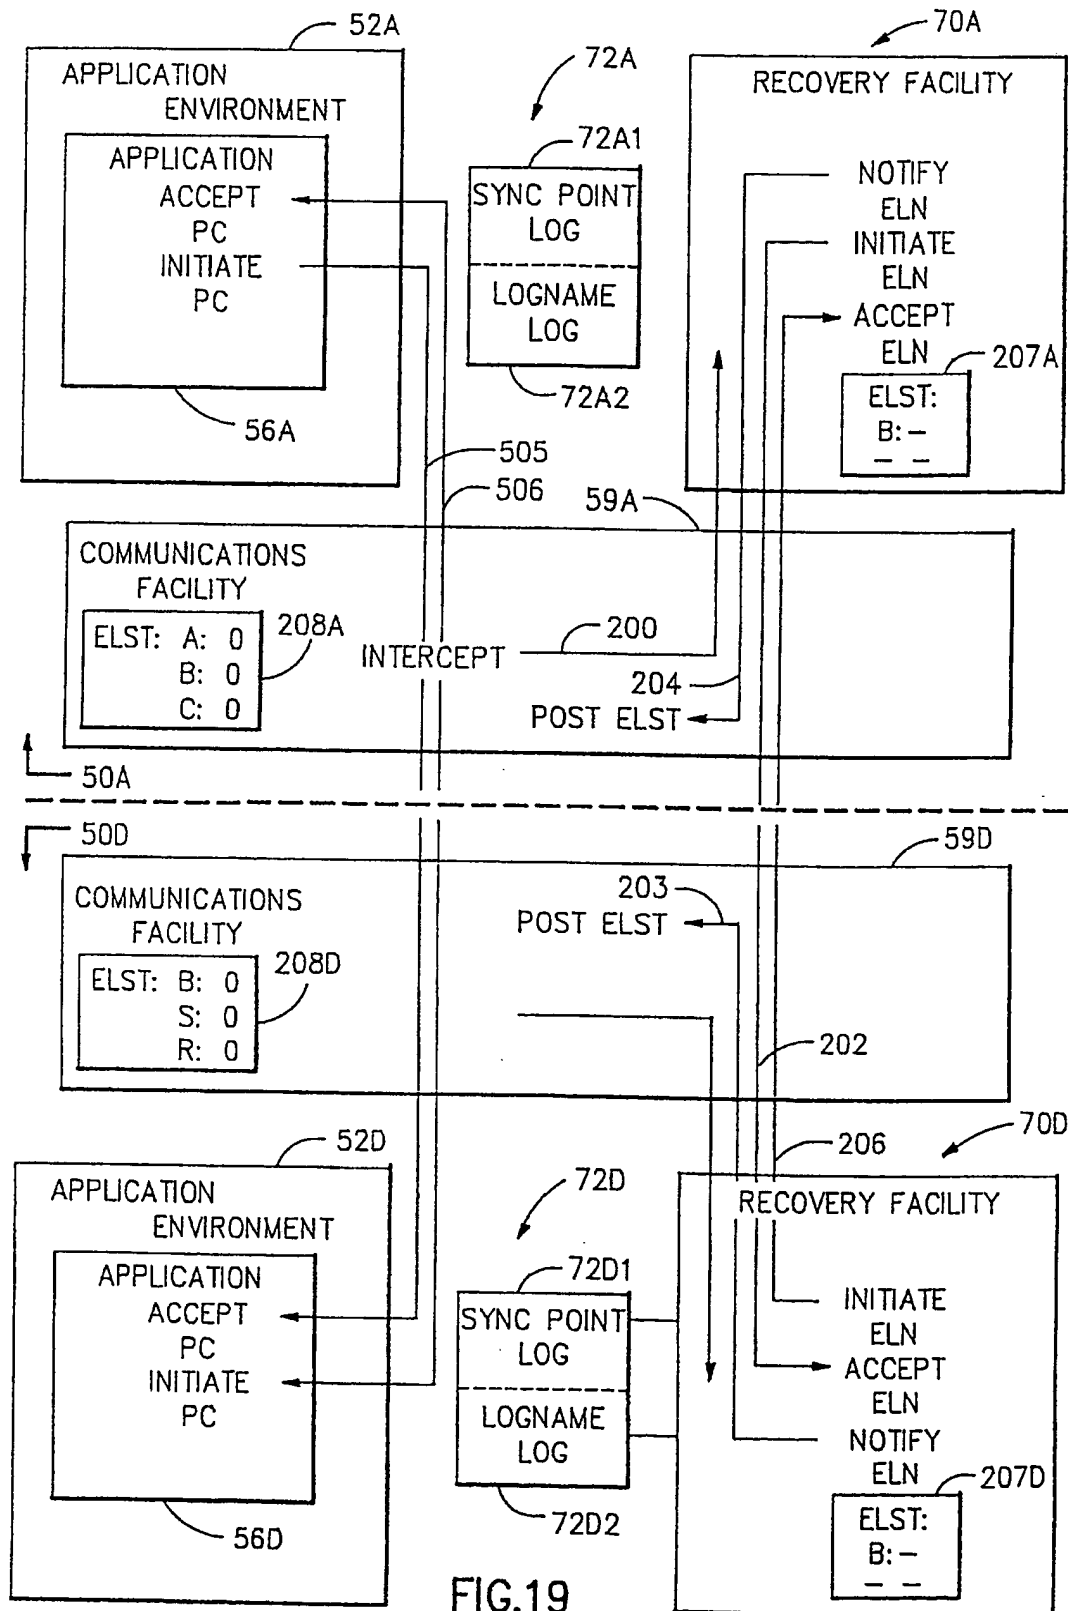 52A
APPLICATION
ENVIRONMENT
APPLICATION
ACCEPT
PC
INITIATE
PC
56A
72A
72A1
SYNC POINT
LOG
LOGNAME
LOG
72A2
70A
RECOVERY FACILITY
NOTIFY
ELN
INITIATE
ELN
ACCEPT
ELN
207A
ELST:
B: –
– –
505
506
59A
COMMUNICATIONS
FACILITY
ELST: A: 0
B: 0
C: 0
208A
INTERCEPT
200
204
POST ELST
50A
50D
59D
COMMUNICATIONS
FACILITY
ELST: B: 0
S: 0
R: 0
208D
203
POST ELST
202
206
52D
APPLICATION
ENVIRONMENT
APPLICATION
ACCEPT
PC
INITIATE
PC
56D
72D
72D1
SYNC POINT
LOG
LOGNAME
LOG
72D2
70D
RECOVERY FACILITY
INITIATE
ELN
ACCEPT
ELN
NOTIFY
ELN
207D
ELST:
B: –
– –
FIG.19